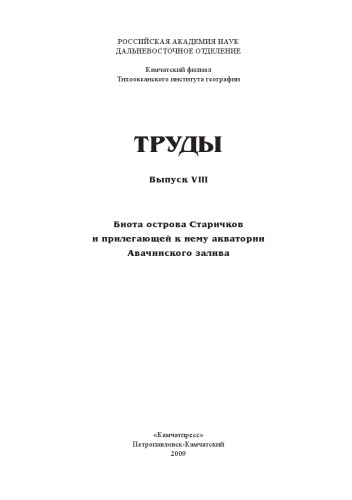 РОССИЙСКАЯ АКАДЕМИЯ НАУК
ДАЛЬНЕВОСТОЧНОЕ ОТДЕЛЕНИЕ
Камчатский филиал
Тихоокеанского института географии
ТРУДЫ
Выпуск VIII
Биота острова Старичков
и прилегающей к нему акватории
Авачинского залива
«Камчатпресс»
Петропавловск-Камчатский
2009